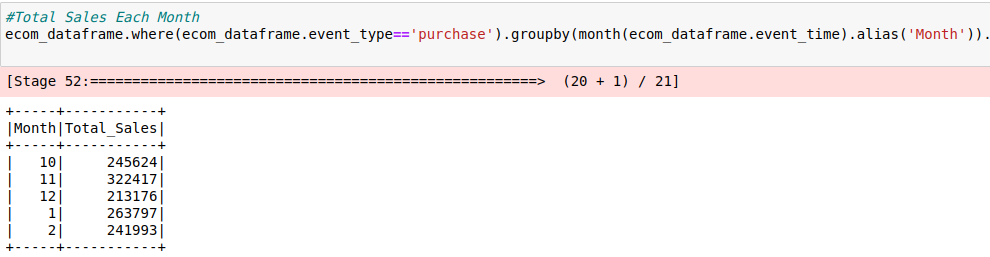 #Total Sales Each Month
ecom_dataframe.where(ecom_dataframe.event_type=='purchase').groupby(month(ecom_dataframe.event_time).alias('Month')).
[Stage 52:=====================================================> (20 + 1) / 21]
+-----+-----------+
|Month|Total_Sales|
+-----+-----------+
|   10|     245624|
|   11|     322417|
|   12|     213176|
|    1|     263797|
|    2|     241993|
+-----+-----------+